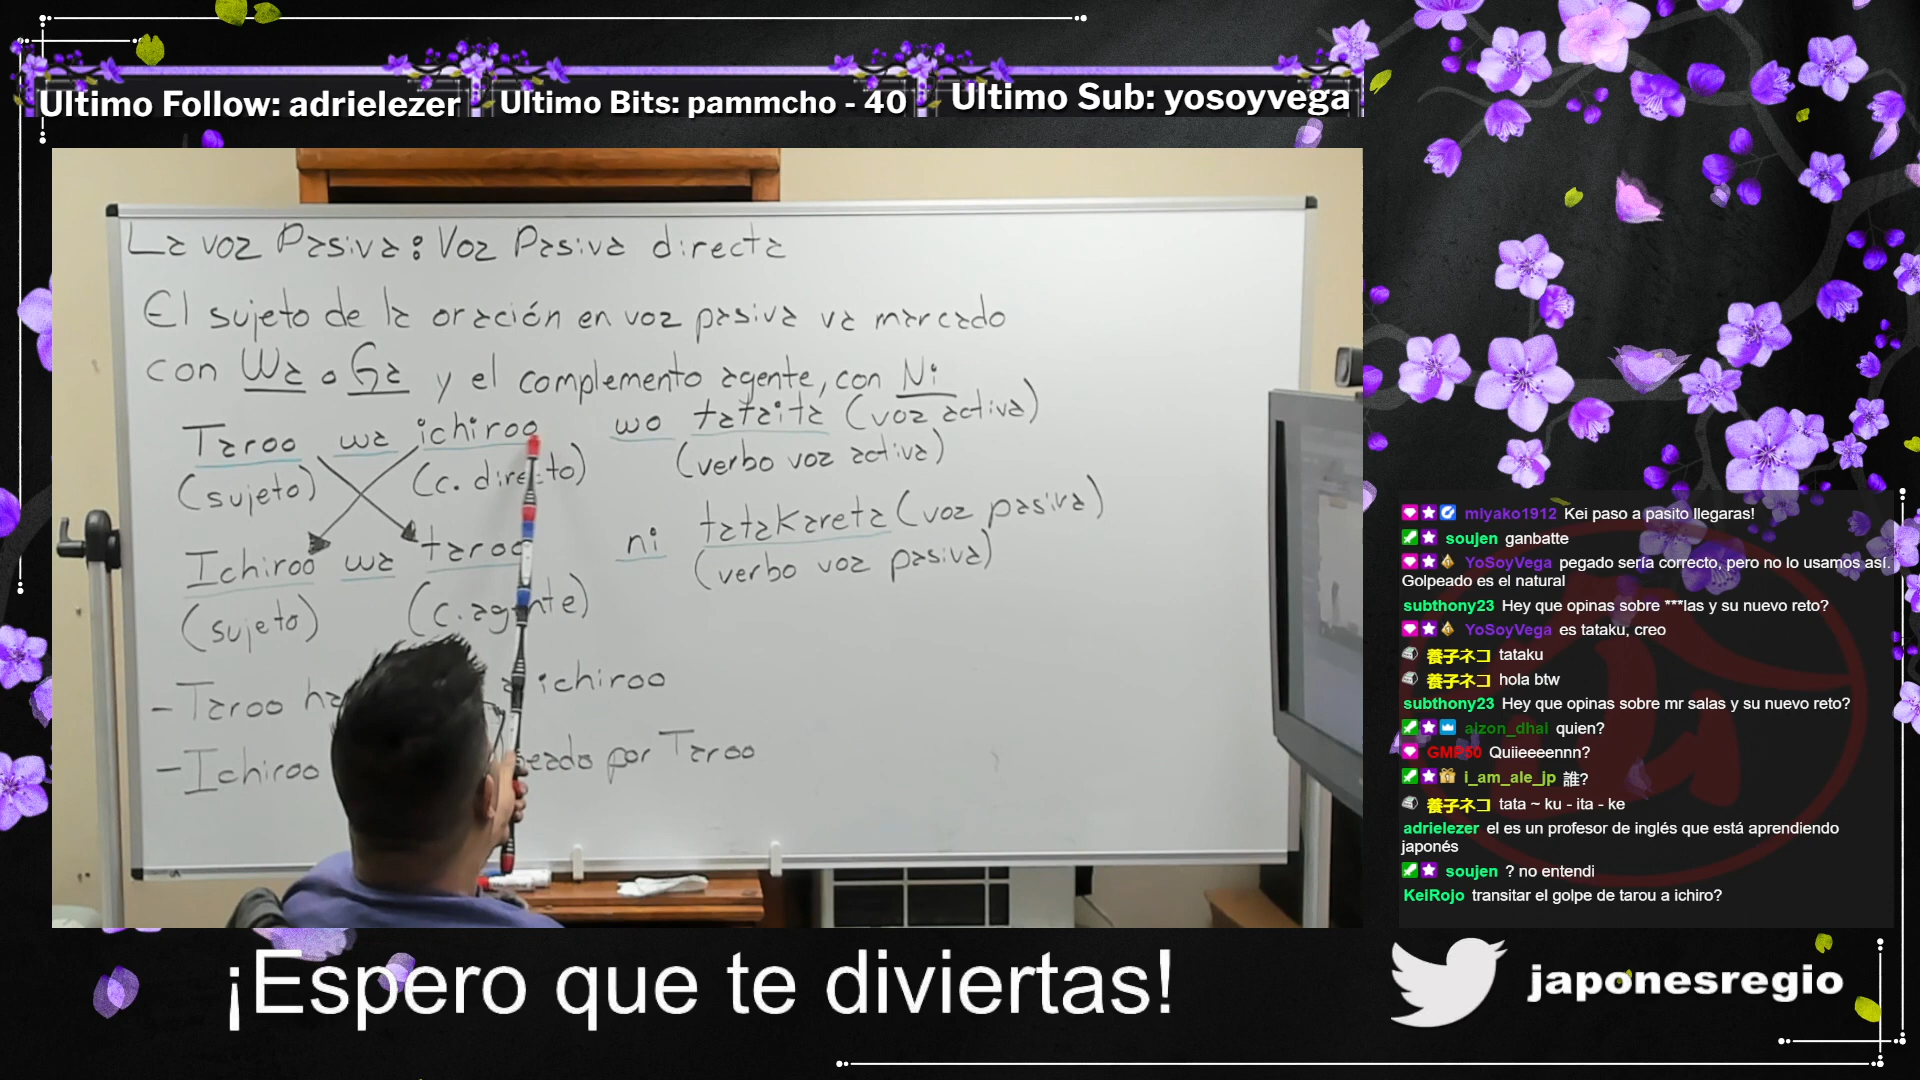 Ultimo Follow: adrielezer
Ultimo Bits: pammcho - 40
Ultimo Sub: yosoyvega
La voz Pasiva: Voz Pasiva directa
El sujeto de la oración en voz pasiva va marcado
con Wa o Ga y el complemento agente, con Ni
Taroo wa ichiroo wo tataita (voz activa)
(sujeto) (c. directo) (verbo voz activa)
Ichiroo wa taroo ni tatakareta (voz pasiva)
(sujeto) (c. agente) (verbo voz pasiva)
- Taroo a ichiroo
- Ichiroo por Taroo
miyako1912 Kei paso a pasito llegaras!
soujen ganbatte
YoSoyVega pegado sería correcto, pero no lo usamos así.
Golpeado es el natural
subthony23 Hey que opinas sobre ***las y su nuevo reto?
YoSoyVega es tataku, creo
養子ネコ tataku
養子ネコ hola btw
subthony23 Hey que opinas sobre mr salas y su nuevo reto?
aizon_dhal quien?
GMP50 Quiieeeennn?
i_am_ale_jp 誰?
養子ネコ tata ~ ku - ita - ke
adrielezer el es un profesor de inglés que está aprendiendo
japonés
soujen ? no entendi
KeiRojo transitar el golpe de tarou a ichiro?
¡Espero que te diviertas!
japonesregio